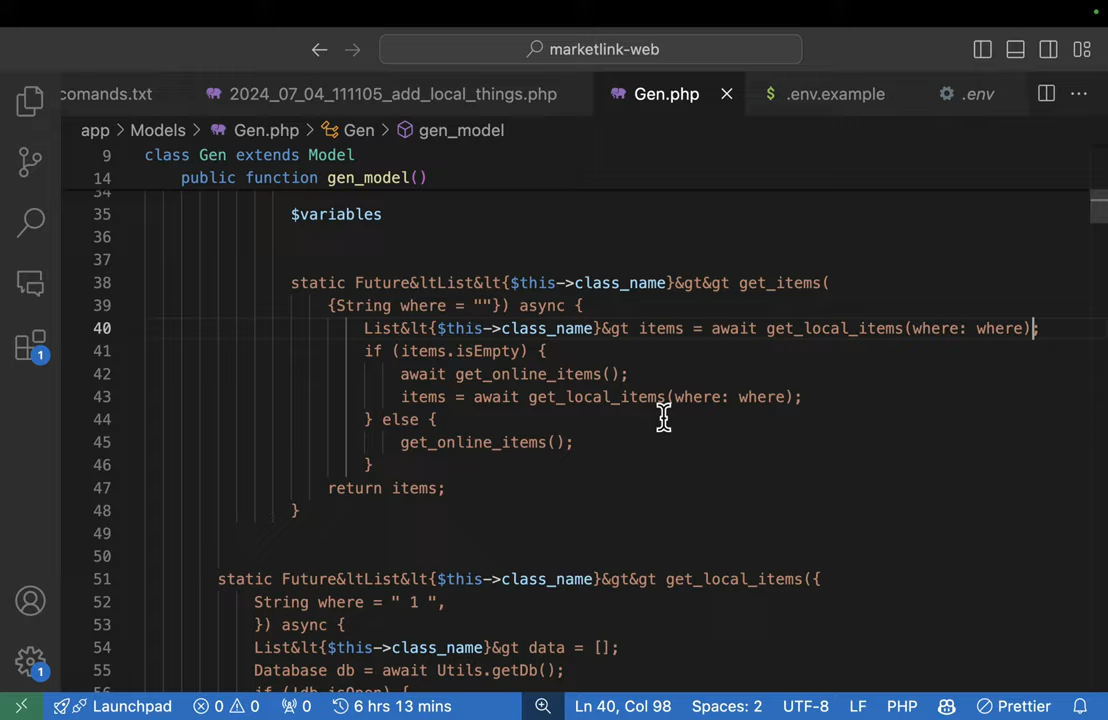 marketlink-web
comands.txt 2024_07_04_111105_add_local_things.php Gen.php .env.example .env
app > Models > Gen.php > Gen > gen_model
9 class Gen extends Model
14 public function gen_model()
34
35 $variables
36
37
38 static Future&ltList&lt{$this->class_name}&gt&gt get_items(
39 {String where = ""}) async {
40 List&lt{$this->class_name}&gt items = await get_local_items(where: where);
41 if (items.isEmpty) {
42 await get_online_items();
43 items = await get_local_items(where: where);
44 } else {
45 get_online_items();
46 }
47 return items;
48 }
49
50
51 static Future&ltList&lt{$this->class_name}&gt&gt get_local_items({
52 String where = " 1 ",
53 }) async {
54 List&lt{$this->class_name}&gt data = [];
55 Database db = await Utils.getDb();
56 if (!db.isOpen) {
1
1
Launchpad 0 0 0 6 hrs 13 mins Ln 40, Col 98 Spaces: 2 UTF-8 LF PHP Prettier